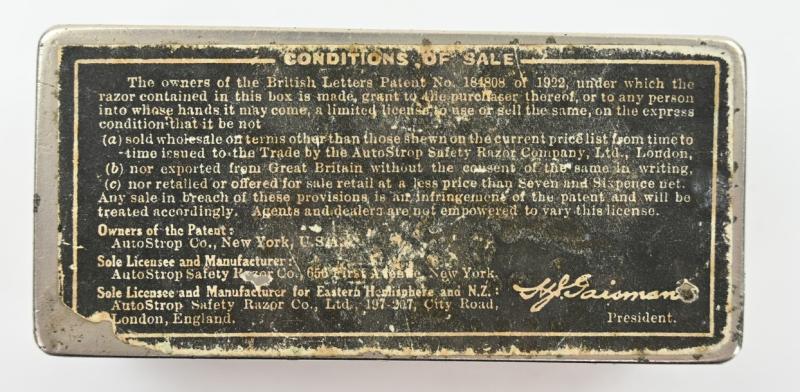 CONDITIONS OF SALE
The owners of the British Letters Patent No. 184808 of 1922, under which the
razor contained in this box is made, grant to the purchaser thereof, or to any person
into whose hands it may come, a limited license to use or sell the same, on the express
condition that it be not
(a) sold wholesale on terms other than those shewn on the current price list from time to
time issued to the Trade by the AutoStrop Safety Razor Company, Ltd., London,
(b) nor exported from Great Britain without the consent of the same in writing,
(c) nor retailed or offered for sale retail at a less price than Seven and Sixpence net.
Any sale in breach of these provisions is an infringement of the patent and will be
treated accordingly. Agents and dealers are not empowered to vary this license.
Owners of the Patent:
AutoStrop Co., New York, U.S.A.
Sole Licensee and Manufacturer:
AutoStrop Safety Razor Co., 656 First Avenue, New York.
Sole Licensee and Manufacturer for Eastern Hemisphere and N.Z.:
AutoStrop Safety Razor Co., Ltd., 197-207, City Road,
London, England.
H.J. Gaisman
President.